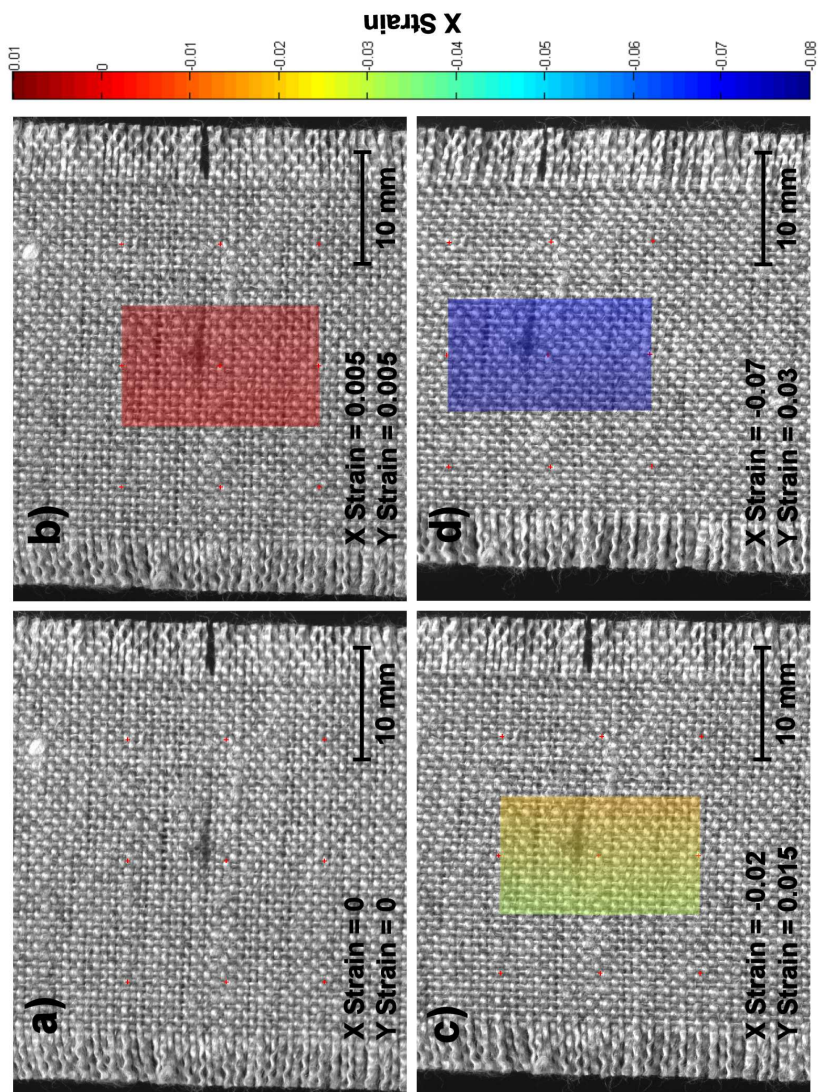 a)
X Strain = 0
Y Strain = 0
10 mm
b)
X Strain = 0.005
Y Strain = 0.005
10 mm
c)
X Strain = -0.02
Y Strain = 0.015
10 mm
d)
X Strain = -0.07
Y Strain = 0.03
10 mm
0.01
0
-0.01
-0.02
-0.03
-0.04
-0.05
-0.06
-0.07
-0.08
X Strain